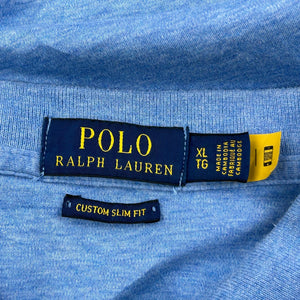 POLO
RALPH LAUREN
XL
TG
MADE IN
CAMBODIA
FABRIQUÉ AU
CAMBODGE
CUSTOM SLIM FIT